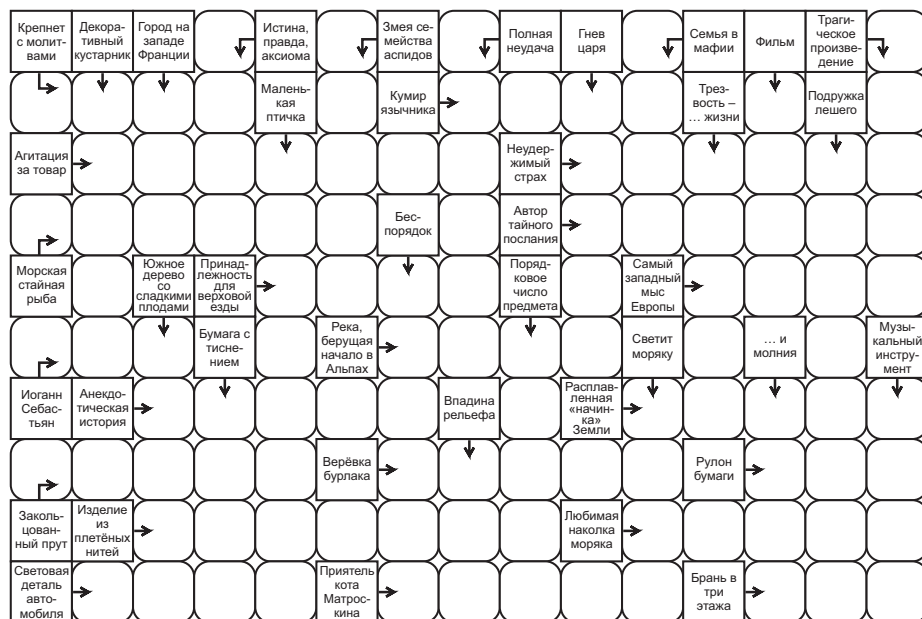 Крепнет
с молит-
вами
Декора-
тивный
кустарник
Город на
западе
Франции
Истина,
правда,
аксиома
Змея се-
мейства
аспидов
Полная
неудача
Гнев
царя
Семья в
мафии
Фильм
Траги-
ческое
произве-
дение
Малень-
кая
птичка
Кумир
язычника
Трез-
вость –
... жизни
Подружка
лешего
Агитация
за товар
Неудер-
жимый
страх
Бес-
порядок
Автор
тайного
послания
Морская
стайная
рыба
Южное
дерево
со
сладкими
плодами
Принад-
лежность
для
верховой
езды
Поряд-
ковое
число
предмета
Самый
западный
мыс
Европы
Бумага с
тисне-
нием
Река,
берущая
начало в
Альпах
Светит
моряку
... и
молния
Музы-
кальный
инстру-
мент
Иоганн
Себас-
тьян
Анекдо-
тическая
история
Впадина
рельефа
Расплав-
ленная
«начин-
ка»
Земли
Верёвка
бурлака
Рулон
бумаги
Заколь-
цован-
ный прут
Изделие
из
плетёных
нитей
Любимая
наколка
моряка
Световая
деталь
авто-
мобиля
Приятель
кота
Матрос-
кина
Брань в
три
этажа